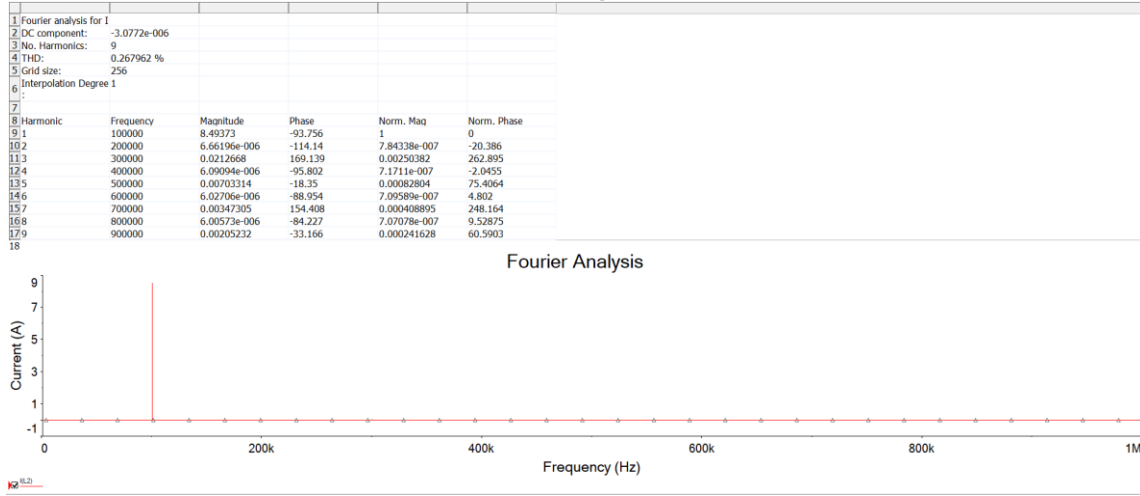 1 Fourier analysis for I
2 DC component: -3.0772e-006
3 No. Harmonics: 9
4 THD: 0.267962 %
5 Grid size: 256
6 Interpolation Degree 1
:
7
8 Harmonic Frequency Magnitude Phase Norm. Mag Norm. Phase
9 1 100000 8.49373 -93.756 1 0
10 2 200000 6.66196e-006 -114.14 7.84338e-007 -20.386
11 3 300000 0.0212668 169.139 0.00250382 262.895
12 4 400000 6.09094e-006 -95.802 7.1711e-007 -2.0455
13 5 500000 0.00703314 -18.35 0.00082804 75.4064
14 6 600000 6.02706e-006 -88.954 7.09589e-007 4.802
15 7 700000 0.00347305 154.408 0.000408895 248.164
16 8 800000 6.00573e-006 -84.227 7.07078e-007 9.52875
17 9 900000 0.00205232 -33.166 0.000241628 60.5903
18
Fourier Analysis
Current (A)
9
7
5
3
1
-1
0 200k 400k 600k 800k 1M
Frequency (Hz)
I(L2)